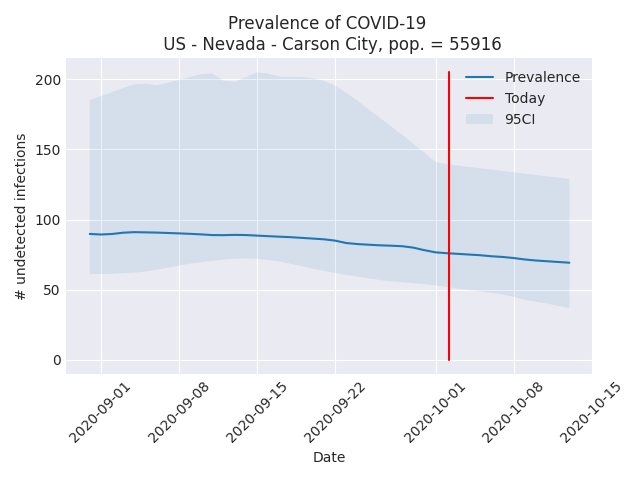 Prevalence of COVID-19
US - Nevada - Carson City, pop. = 55916
Prevalence
Today
95CI
# undetected infections
200
150
100
50
0
2020-09-01
2020-09-08
2020-09-15
2020-09-22
2020-10-01
2020-10-08
2020-10-15
Date